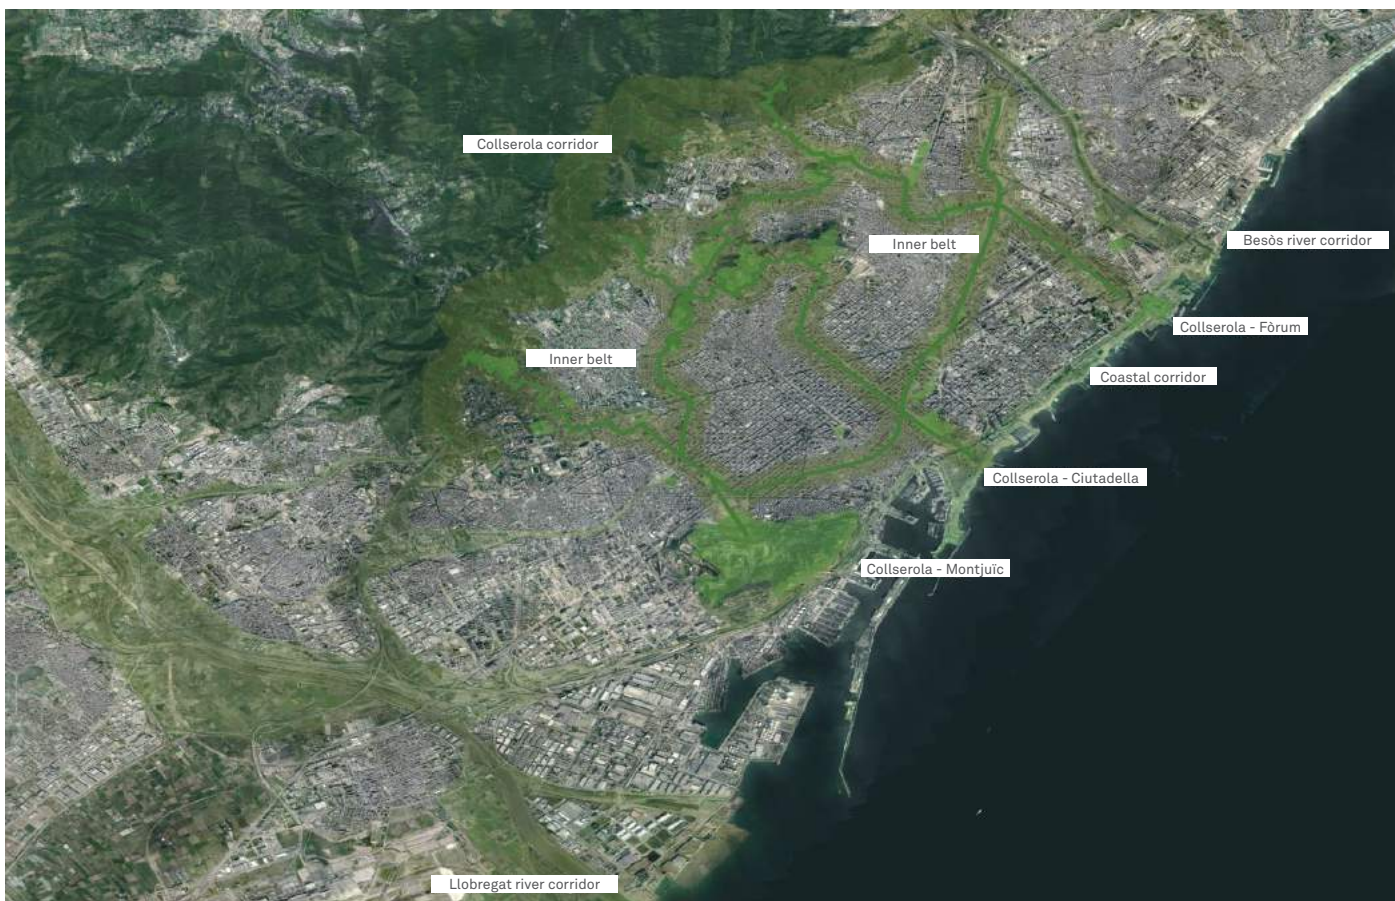 Collserola corridor
Besòs river corridor
Inner belt
Collserola - Fòrum
Inner belt
Coastal corridor
Collserola - Ciutadella
Collserola - Montjuïc
Llobregat river corridor